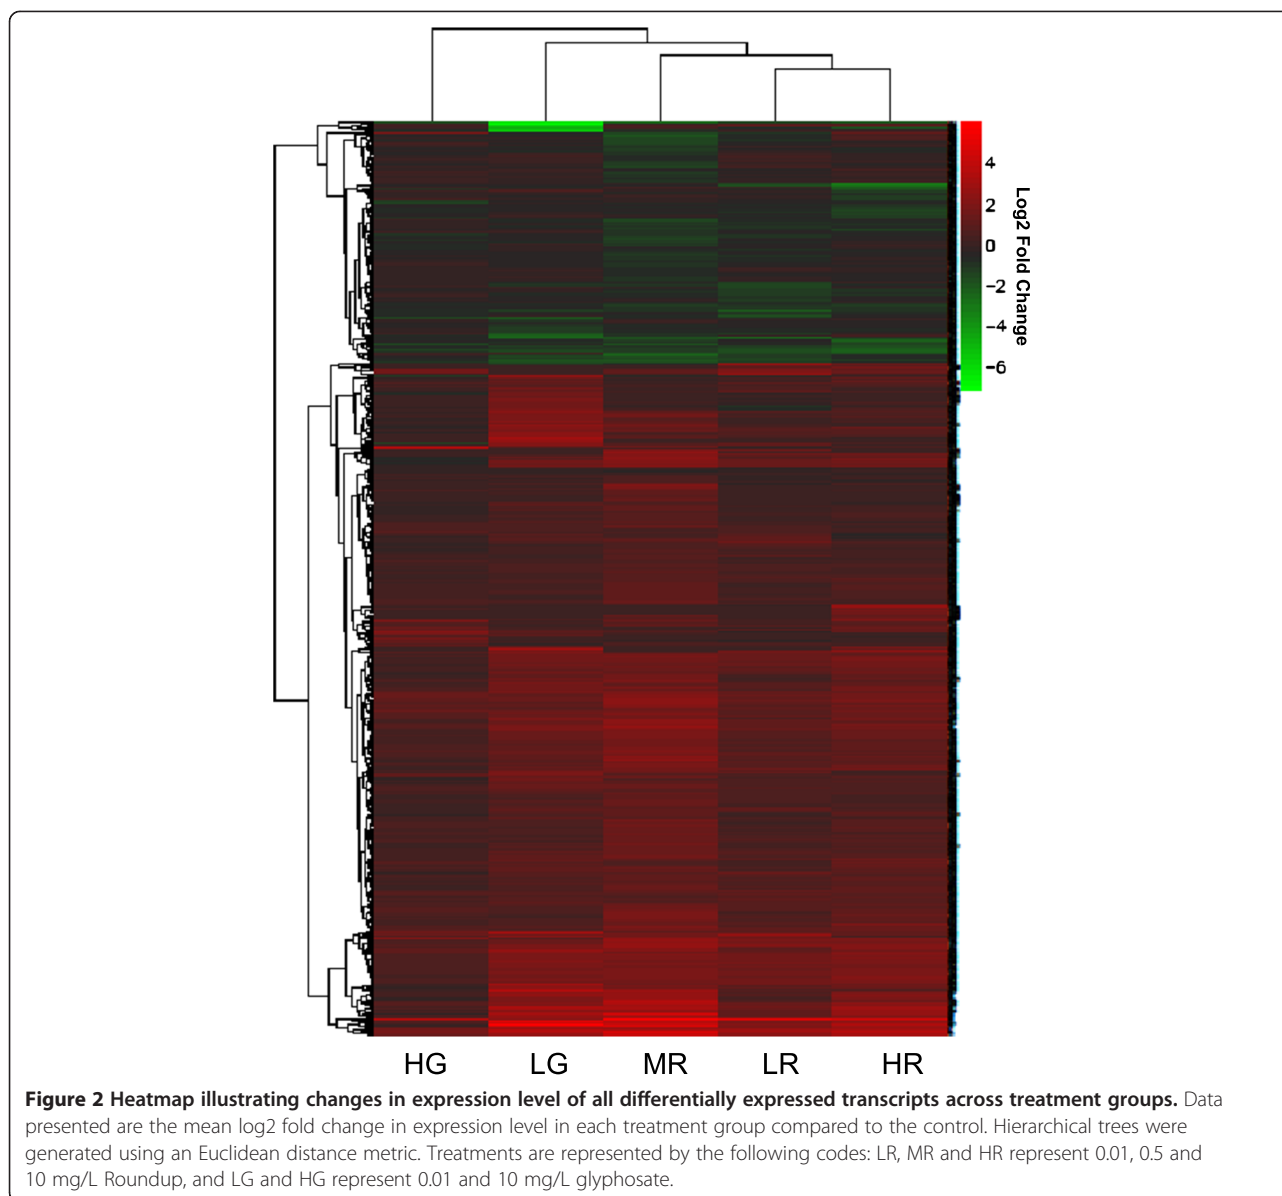 4
2
0
−2
−4
−6
Log2 Fold Change
HG LG MR LR HR
Figure 2 Heatmap illustrating changes in expression level of all differentially expressed transcripts across treatment groups. Data
presented are the mean log2 fold change in expression level in each treatment group compared to the control. Hierarchical trees were
generated using an Euclidean distance metric. Treatments are represented by the following codes: LR, MR and HR represent 0.01, 0.5 and
10 mg/L Roundup, and LG and HG represent 0.01 and 10 mg/L glyphosate.